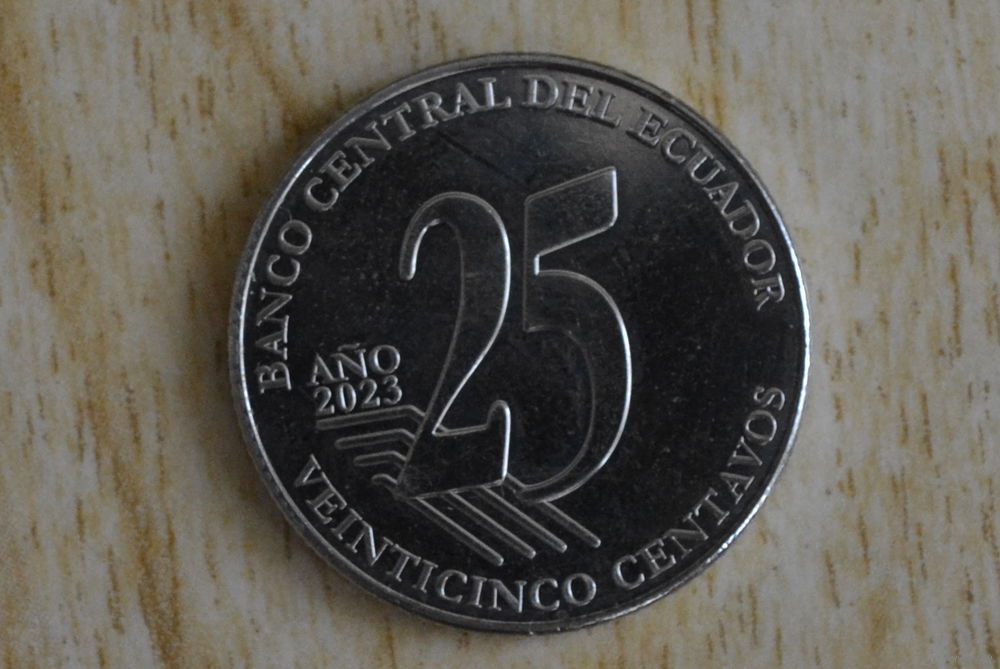 BANCO CENTRAL DEL ECUADOR
25
AÑO
2023
VEINTICINCO CENTAVOS